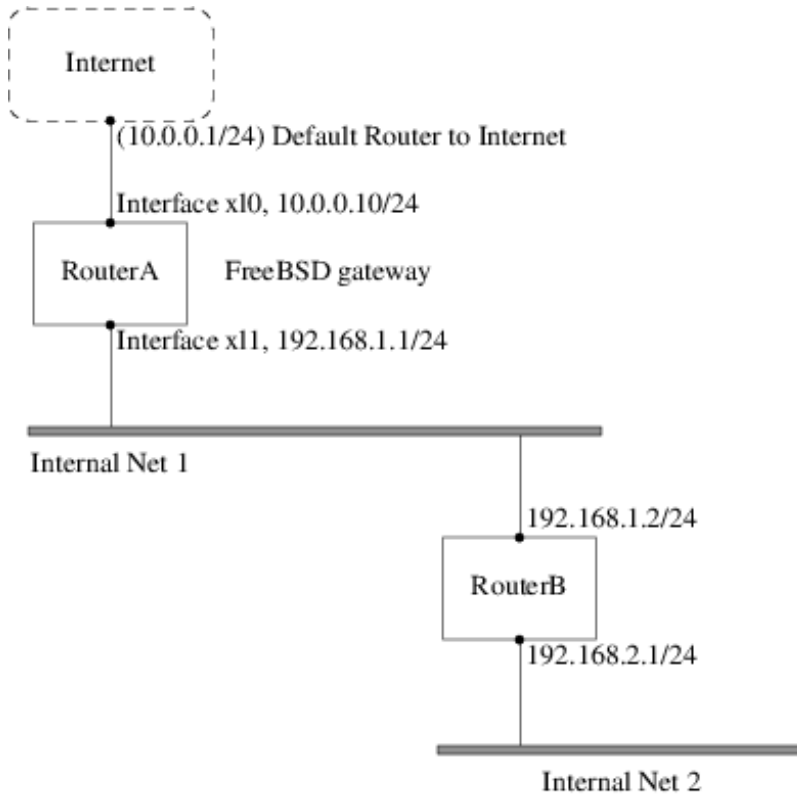 Internet
(10.0.0.1/24) Default Router to Internet
Interface xl0, 10.0.0.10/24
RouterA
FreeBSD gateway
Interface xl1, 192.168.1.1/24
Internal Net 1
192.168.1.2/24
RouterB
192.168.2.1/24
Internal Net 2